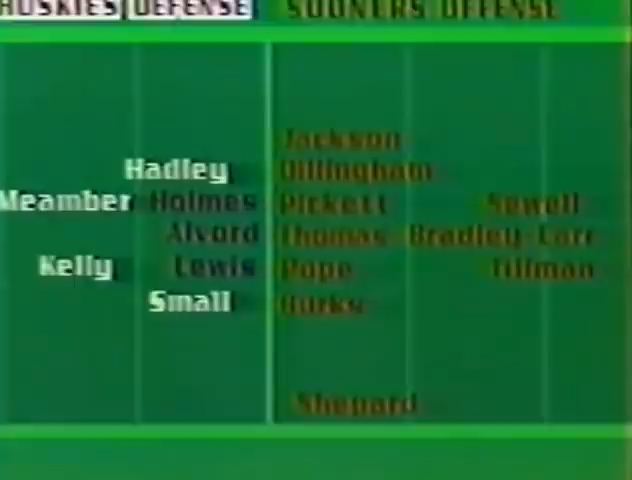 HUSKIES DEFENSE SOONERS OFFENSE
Jackson
Hadley Dillingham
Meamber Holmes Pickett Sewell
Alvord Thomas Bradley Carr
Kelly Lewis Pope Tillman
Small Burks
Shepard